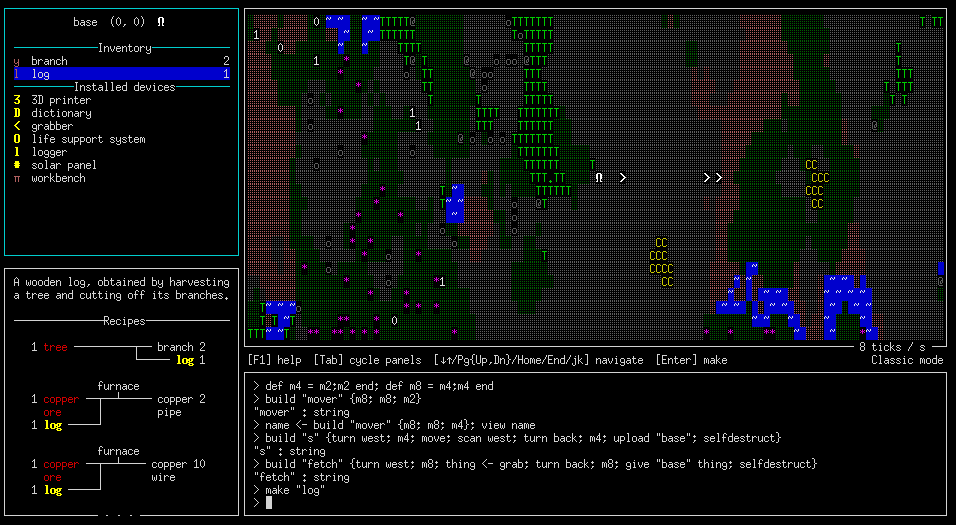 base (0, 0) Ω
Inventory
y branch 2
l log 1
Installed devices
3 3D printer
D dictionary
< grabber
O life support system
l logger
# solar panel
π workbench
A wooden log, obtained by harvesting
a tree and cutting off its branches.
Recipes
1 tree branch 2
log 1
furnace
1 copper copper 2
ora pipe
1 log
furnace
1 copper copper 10
ore wire
1 log
8 ticks / s
[F1] help [Tab] cycle panels [↓↑/Pg{Up,Dn}/Home/End/jk] navigate [Enter] make Classic mode
> def m4 = m2;m2 end; def m8 = m4;m4 end
> build "mover" {m8; m8; m2}
"mover" : string
> name <- build "mover" {m8; m8; m4}; view name
> build "s" {turn west; m4; move; scan west; turn back; m4; upload "base"; selfdestruct}
"s" : string
> build "fetch" {turn west; m8; thing <- grab; turn back; m8; give "base" thing; selfdestruct}
"fetch" : string
> make "log"
>